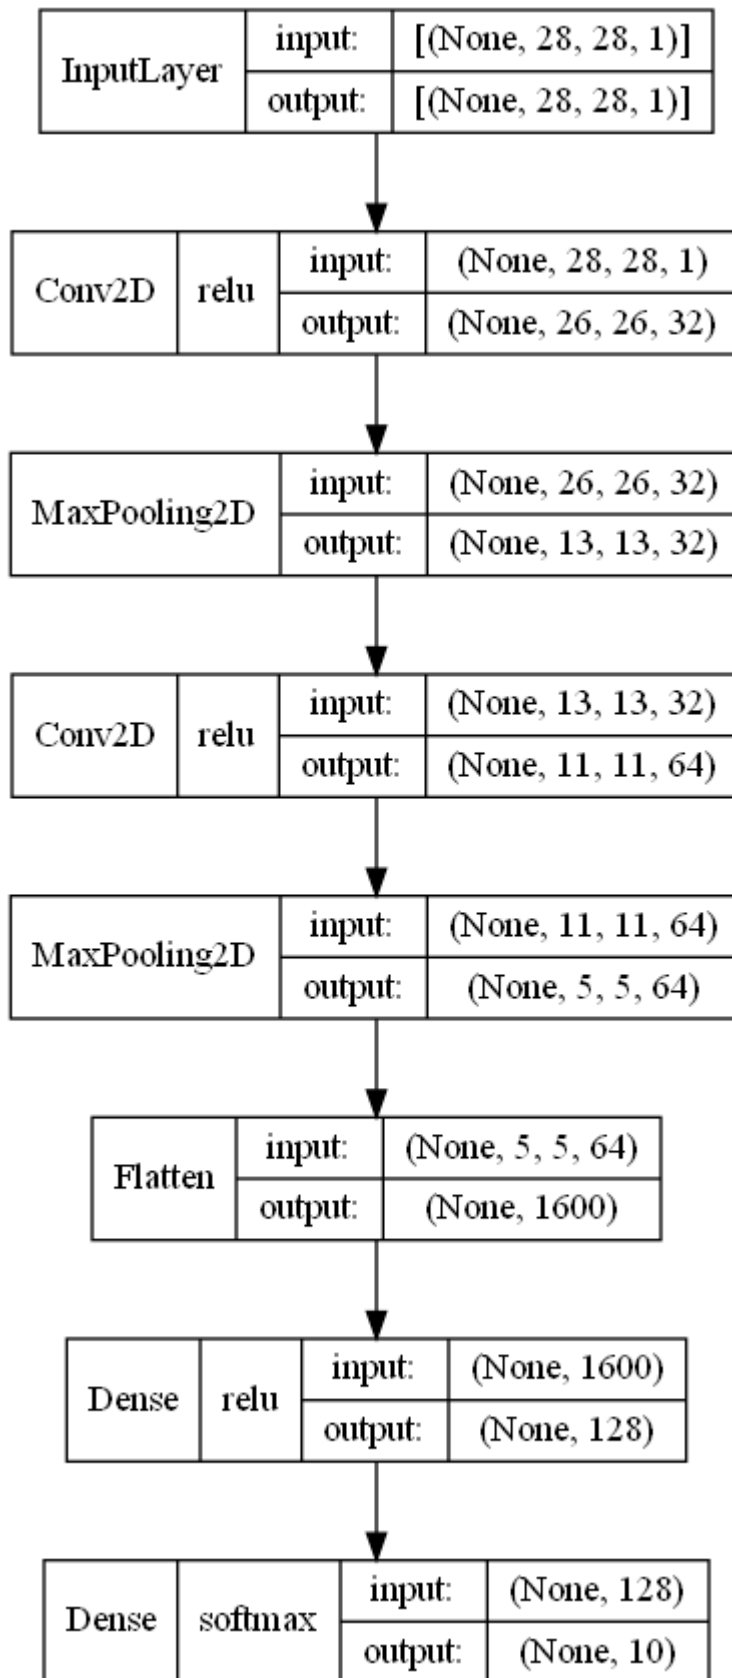 InputLayer input: [(None, 28, 28, 1)]
output: [(None, 28, 28, 1)]
Conv2D relu input: (None, 28, 28, 1)
output: (None, 26, 26, 32)
MaxPooling2D input: (None, 26, 26, 32)
output: (None, 13, 13, 32)
Conv2D relu input: (None, 13, 13, 32)
output: (None, 11, 11, 64)
MaxPooling2D input: (None, 11, 11, 64)
output: (None, 5, 5, 64)
Flatten input: (None, 5, 5, 64)
output: (None, 1600)
Dense relu input: (None, 1600)
output: (None, 128)
Dense softmax input: (None, 128)
output: (None, 10)